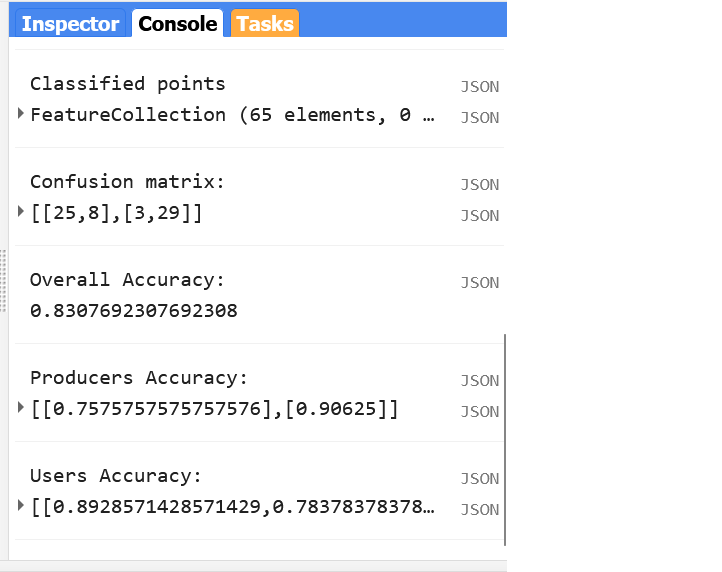 Inspector Console Tasks
Classified points JSON
FeatureCollection (65 elements, 0 … JSON
Confusion matrix: JSON
[[25,8],[3,29]] JSON
Overall Accuracy: JSON
0.8307692307692308
Producers Accuracy: JSON
[[0.7575757575757576],[0.90625]] JSON
Users Accuracy: JSON
[[0.8928571428571429,0.78378378378… JSON